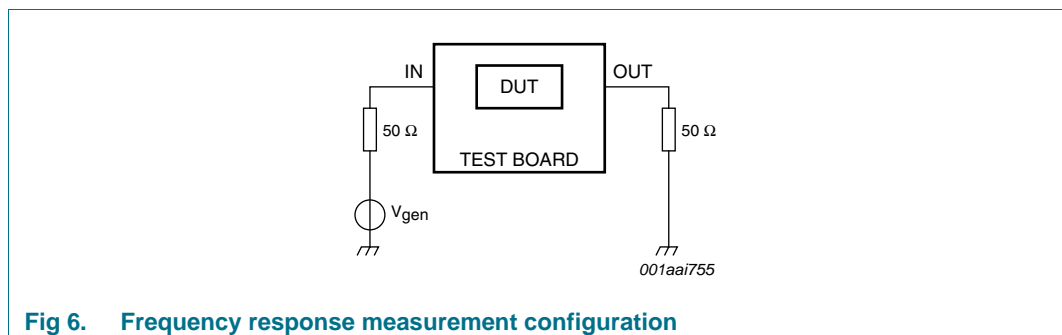 IN
OUT
DUT
50 Ω
50 Ω
TEST BOARD
Vgen
001aai755
Fig 6. Frequency response measurement configuration